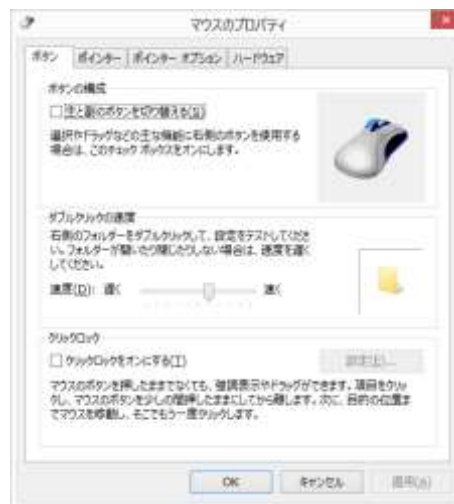 マウスのプロパティ
ボタン ポインター ポインター オプション ハードウェア
ボタンの構成
主と副のボタンを切り替える(S)
選択やドラッグなどの主な機能に右側のボタンを使用する
場合は、このチェック ボックスをオンにします。
ダブルクリックの速度
右側のフォルダーをダブルクリックして、設定をテストしてくださ
い。フォルダーが開いたり閉じたりしない場合は、速度を遅く
してください。
速度(D): 遅く 速く
クリックロック
クリックロックをオンにする(T)
設定(E)...
マウスのボタンを押したままでなくても、強調表示やドラッグができます。項目をクリッ
クし、マウスのボタンを少しの間押したままにしてから離します。次に、目的の位置ま
でマウスを移動し、そこでもう一度クリックします。
OK キャンセル 適用(A)